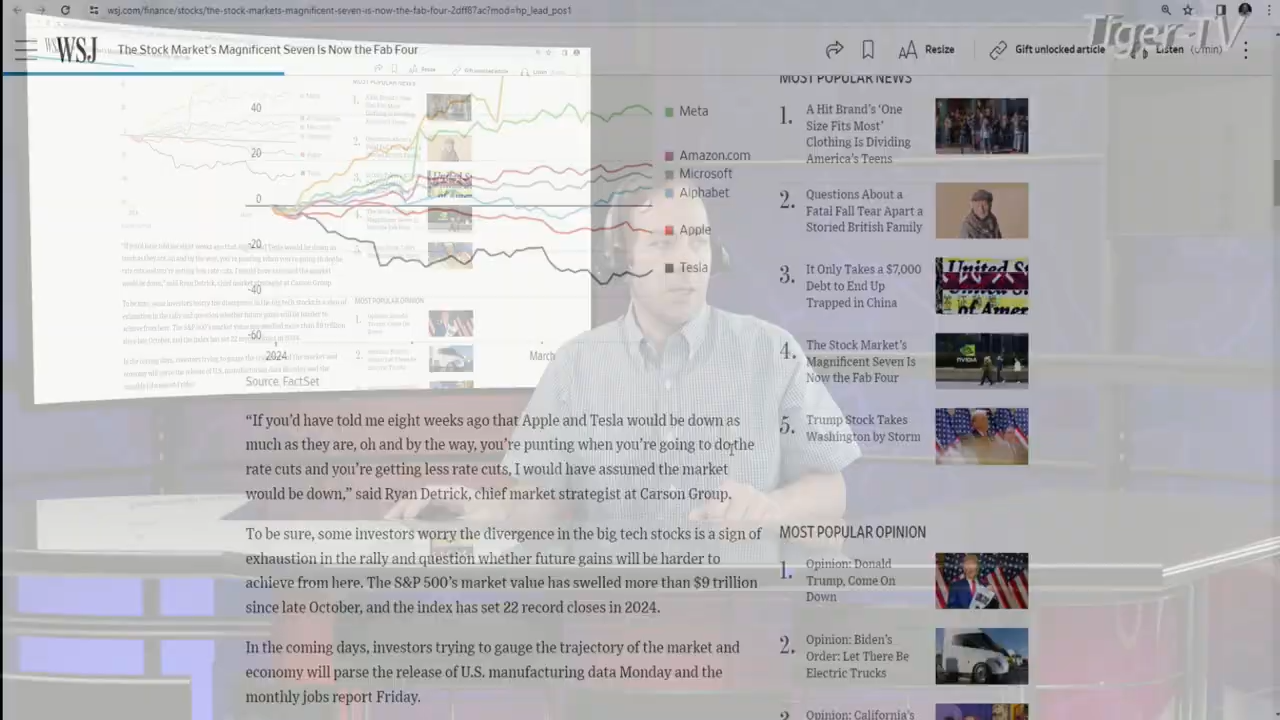 wsj.com/finance/stocks/the-stock-markets-magnificent-seven-is-now-the-fab-four-2dff87ac?mod=hp_lead_pos1
Tiger-TV
WSJ
The Stock Market's Magnificent Seven Is Now the Fab Four
Resize
Gift unlocked article
Listen
40
20
0
-20
-40
-60
Meta
Amazon.com
Microsoft
Alphabet
Apple
Tesla
2024
March
Source: FactSet
“If you’d have told me eight weeks ago that Apple and Tesla would be down as
much as they are, oh and by the way, you’re punting when you’re going to do the
rate cuts and you’re getting less rate cuts, I would have assumed the market
would be down,” said Ryan Detrick, chief market strategist at Carson Group.
To be sure, some investors worry the divergence in the big tech stocks is a sign of
exhaustion in the rally and question whether future gains will be harder to
achieve from here. The S&P 500’s market value has swelled more than $9 trillion
since late October, and the index has set 22 record closes in 2024.
In the coming days, investors trying to gauge the trajectory of the market and
economy will parse the release of U.S. manufacturing data Monday and the
monthly jobs report Friday.
MOST POPULAR NEWS
1. A Hit Brand’s ‘One
Size Fits Most’
Clothing Is Dividing
America’s Teens
2. Questions About a
Fatal Fall Tear Apart a
Storied British Family
3. It Only Takes a $7,000
Debt to End Up
Trapped in China
4. The Stock Market’s
Magnificent Seven Is
Now the Fab Four
5. Trump Stock Takes
Washington by Storm
MOST POPULAR OPINION
1. Opinion: Donald
Trump, Come On
Down
2. Opinion: Biden’s
Order: Let There Be
Electric Trucks
Opinion: California’s